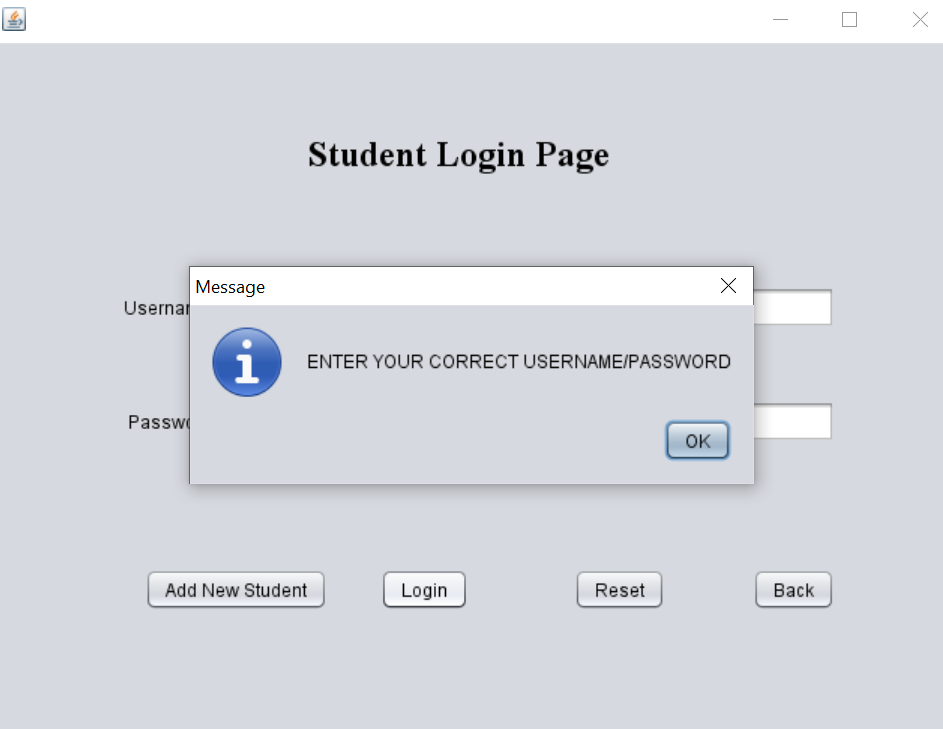 Student Login Page
Message
ENTER YOUR CORRECT USERNAME/PASSWORD
OK
Add New Student
Login
Reset
Back